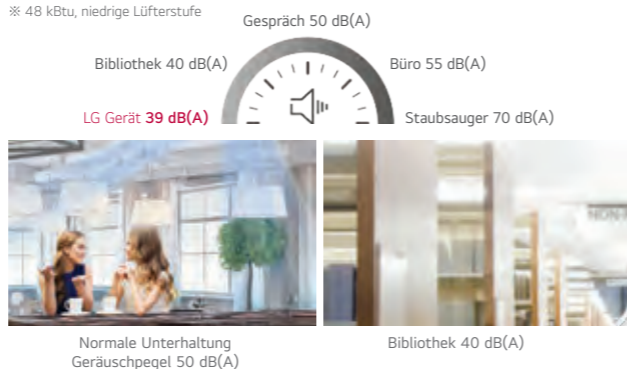 ※ 48 kBtu, niedrige Lüfterstufe
Gespräch 50 dB(A)
Bibliothek 40 dB(A)
Büro 55 dB(A)
LG Gerät 39 dB(A)
Staubsauger 70 dB(A)
Normale Unterhaltung
Geräuschpegel 50 dB(A)
Bibliothek 40 dB(A)